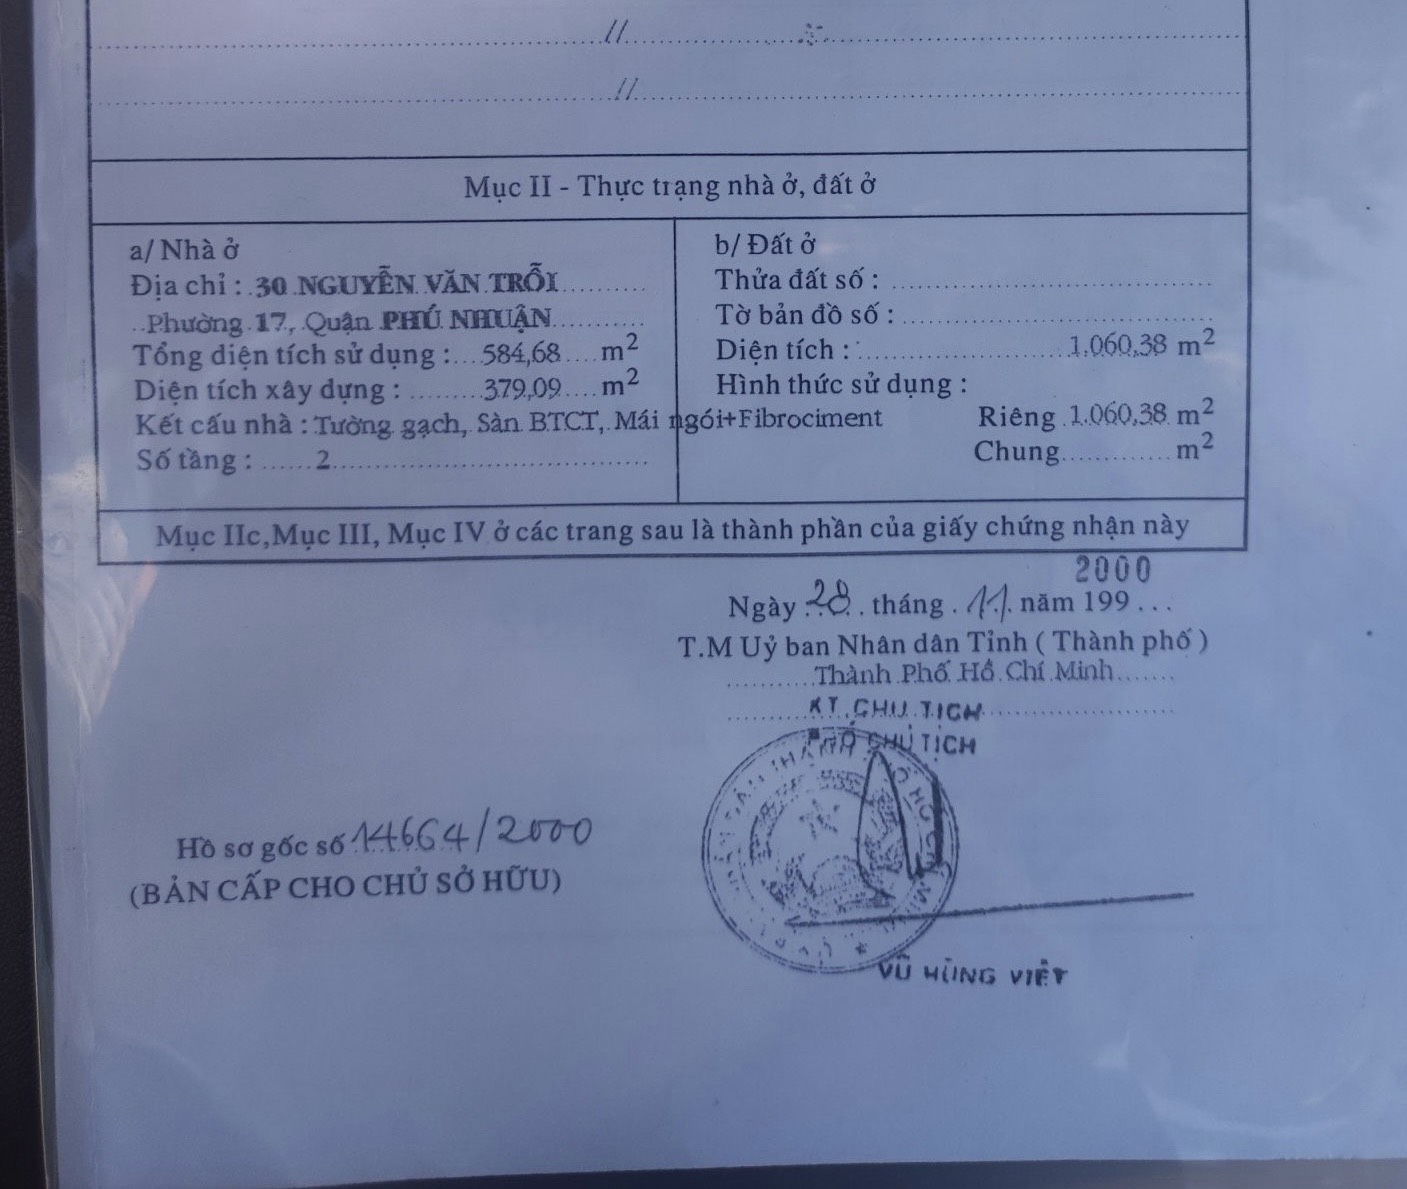 //
//
Mục II - Thực trạng nhà ở, đất ở
a/ Nhà ở
Địa chỉ : 30 NGUYỄN VĂN TRỖI
Phường 17, Quận PHÚ NHUẬN
Tổng diện tích sử dụng : 584,68 m2
Diện tích xây dựng : 379,09 m2
Kết cấu nhà : Tường gạch, Sàn BTCT, Mái ngói+Fibrociment
Số tầng : 2
b/ Đất ở
Thửa đất số :
Tờ bản đồ số :
Diện tích : 1.060,38 m2
Hình thức sử dụng :
Riêng 1.060,38 m2
Chung m2
Mục IIc,Mục III, Mục IV ở các trang sau là thành phần của giấy chứng nhận này
2000
Ngày 28 tháng 11 năm 199
T.M Uỷ ban Nhân dân Tỉnh ( Thành phố )
Thành Phố Hồ Chí Minh
KT. CHỦ TỊCH
PHÓ CHỦ TỊCH
Hồ sơ gốc số 14664/2000
(BẢN CẤP CHO CHỦ SỞ HỮU)
VŨ HÙNG VIỆT